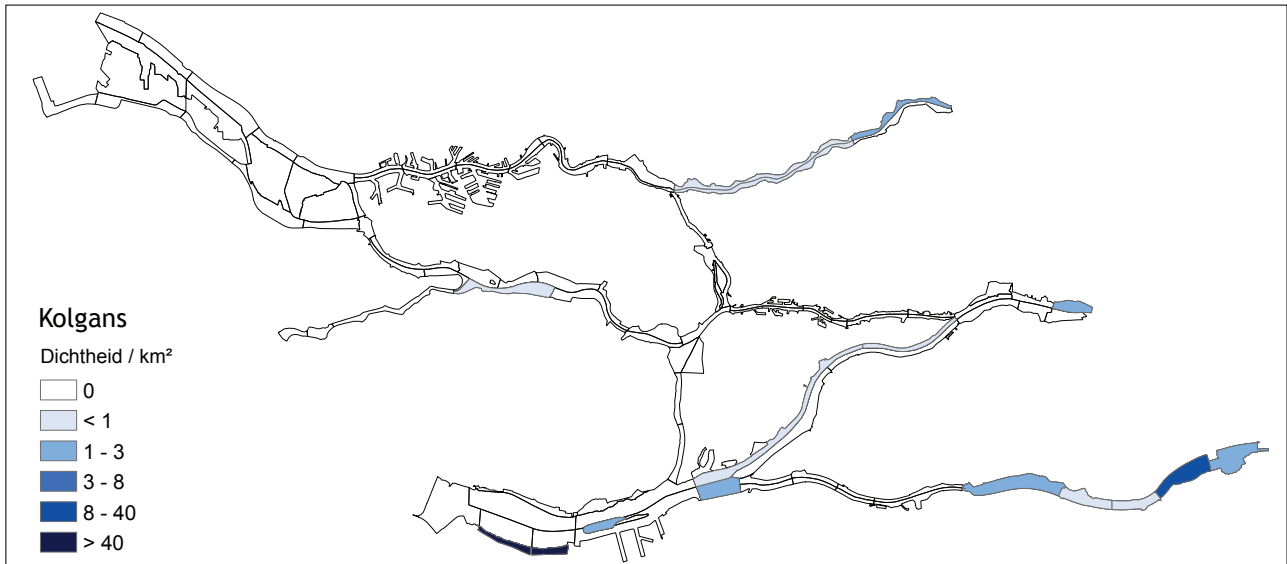 Kolgans
Dichtheid / km²
0
< 1
1 - 3
3 - 8
8 - 40
> 40